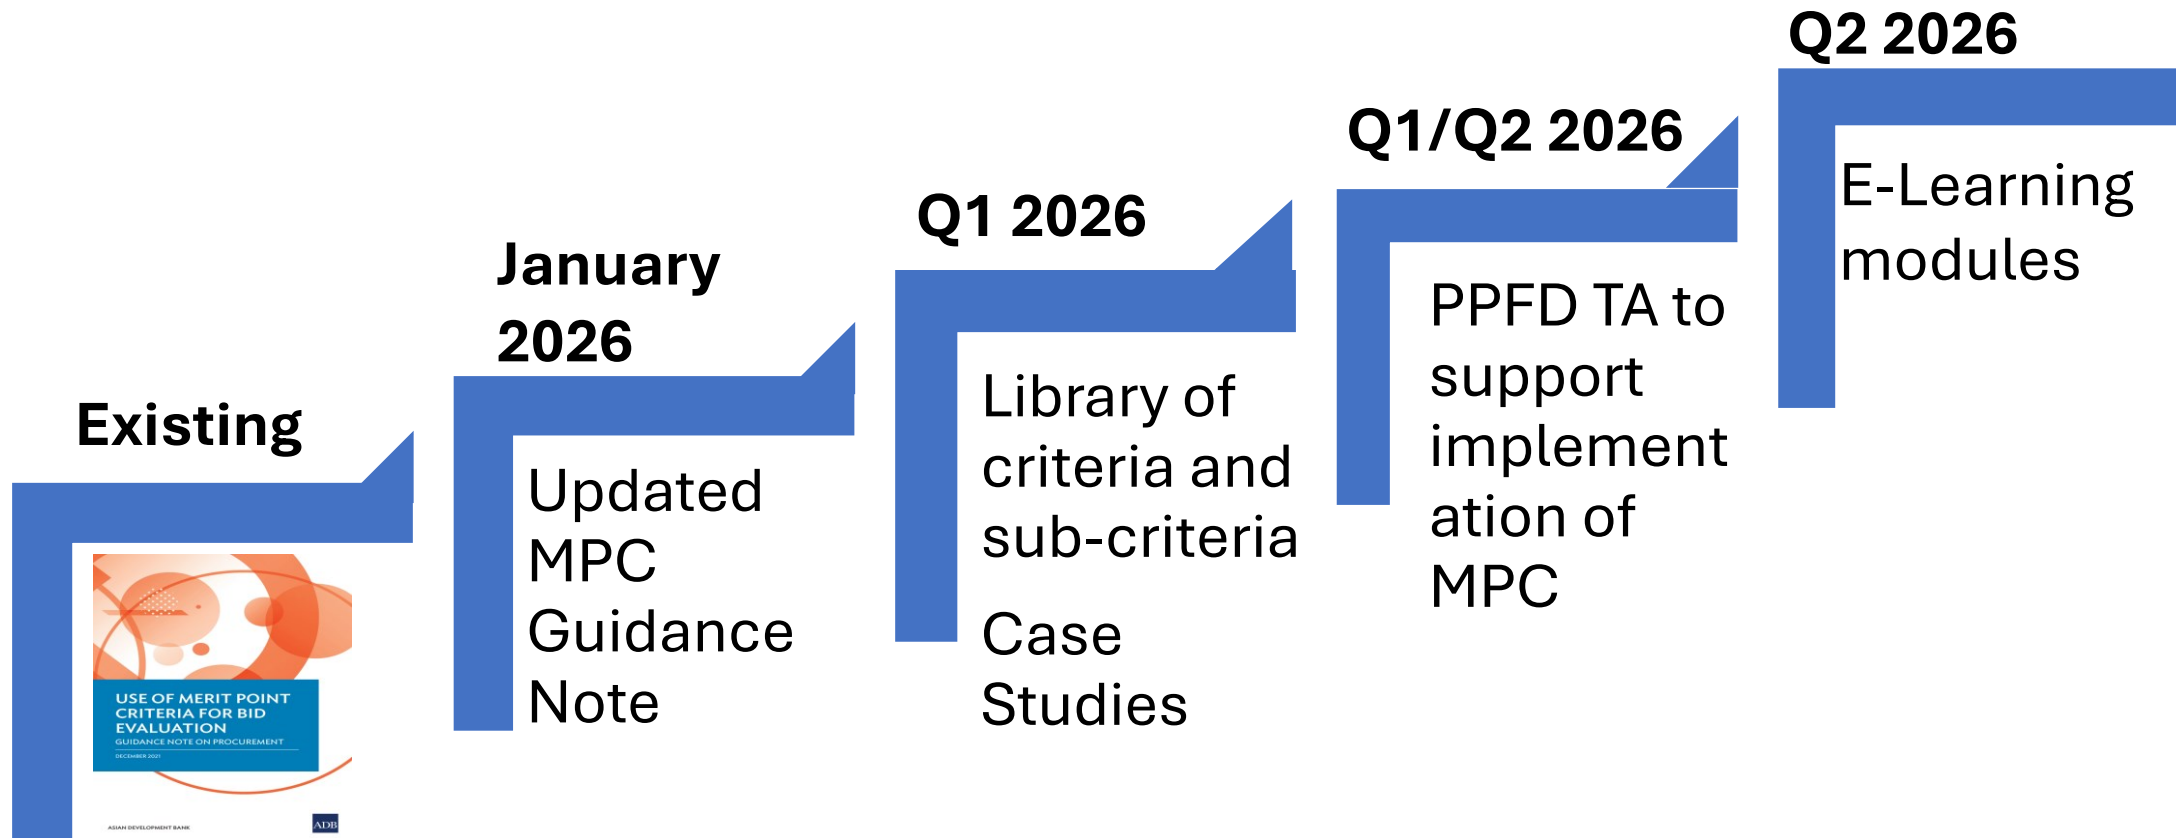 Existing
USE OF MERIT POINT
CRITERIA FOR BID
EVALUATION
GUIDANCE NOTE ON PROCUREMENT
DECEMBER 2021
ASIAN DEVELOPMENT BANK
ADB
January
2026
Updated
MPC
Guidance
Note
Q1 2026
Library of
criteria and
sub-criteria
Case
Studies
Q1/Q2 2026
PPFD TA to
support
implement
ation of
MPC
Q2 2026
E-Learning
modules